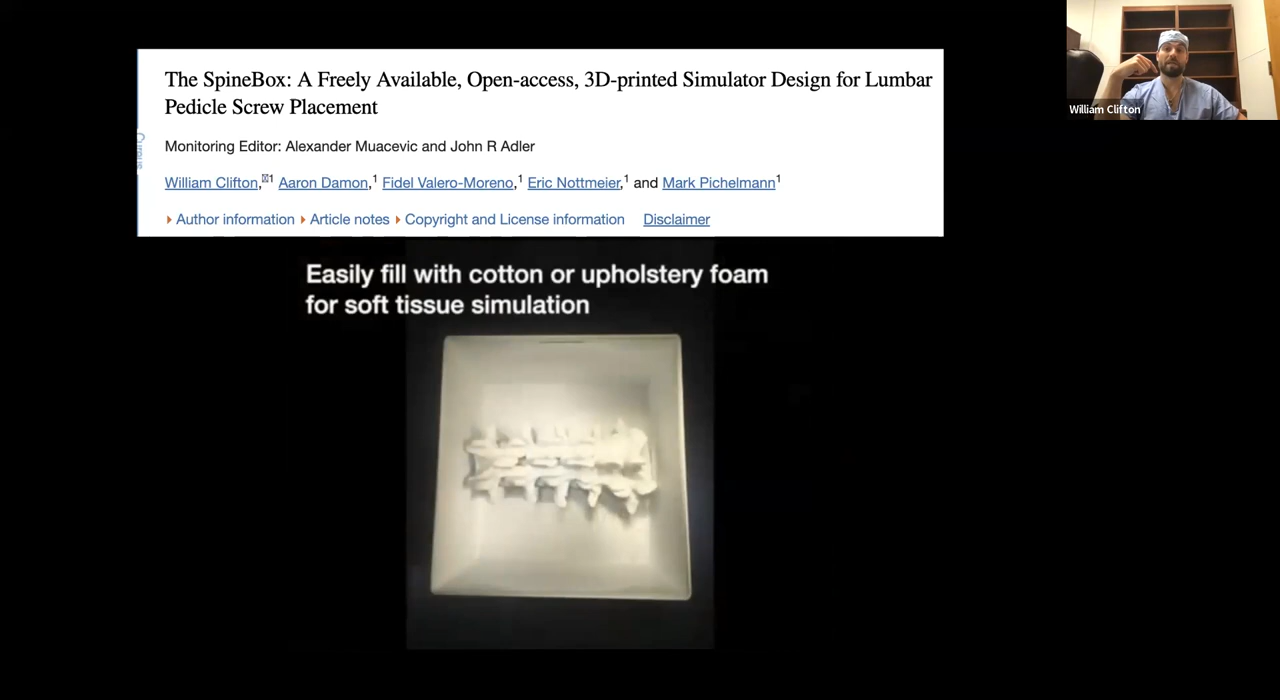 The SpineBox: A Freely Available, Open-access, 3D-printed Simulator Design for Lumbar
Pedicle Screw Placement
Monitoring Editor: Alexander Muacevic and John R Adler
William Clifton,1 Aaron Damon,1 Fidel Valero-Moreno,1 Eric Nottmeier,1 and Mark Pichelmann1
Author information Article notes Copyright and License information Disclaimer
Easily fill with cotton or upholstery foam
for soft tissue simulation
William Clifton